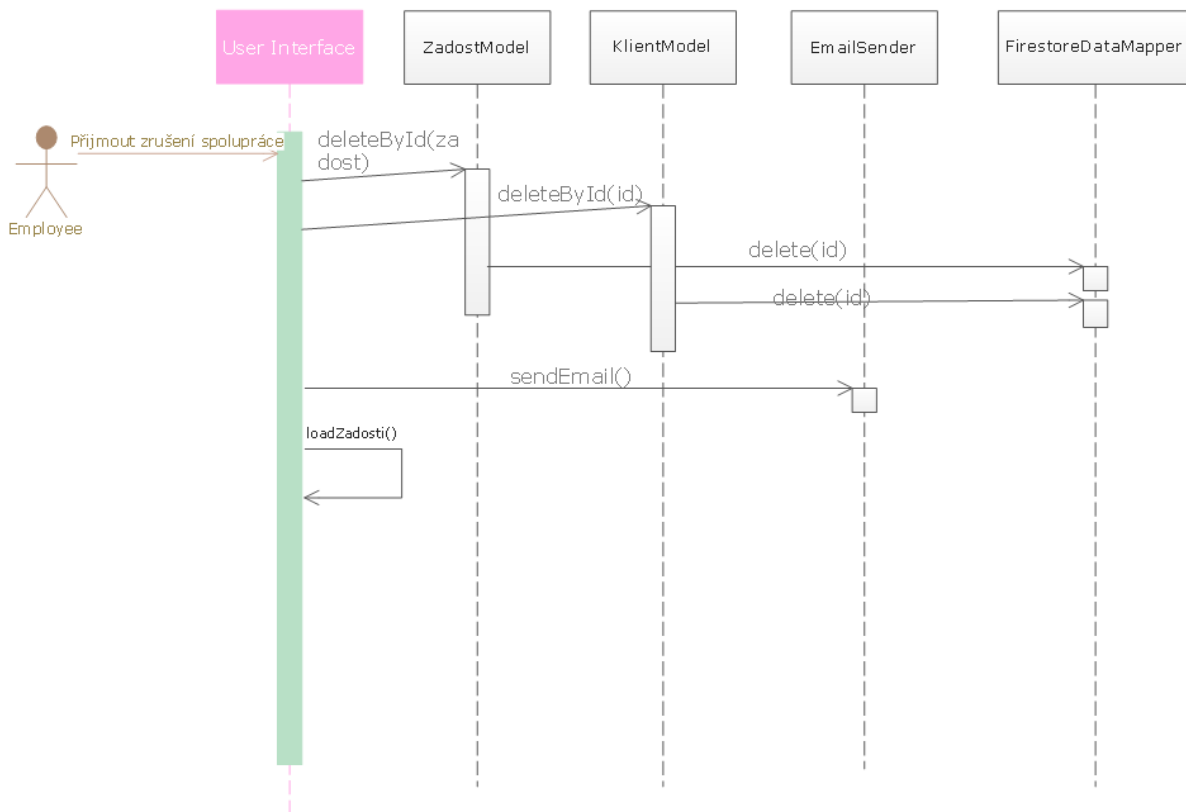 User Interface
ZadostModel
KlientModel
EmailSender
FirestoreDataMapper
Přijmout zrušení spolupráce
deleteById(za
dost)
deleteById(id)
Employee
delete(id)
delete(id)
sendEmail()
loadZadosti()